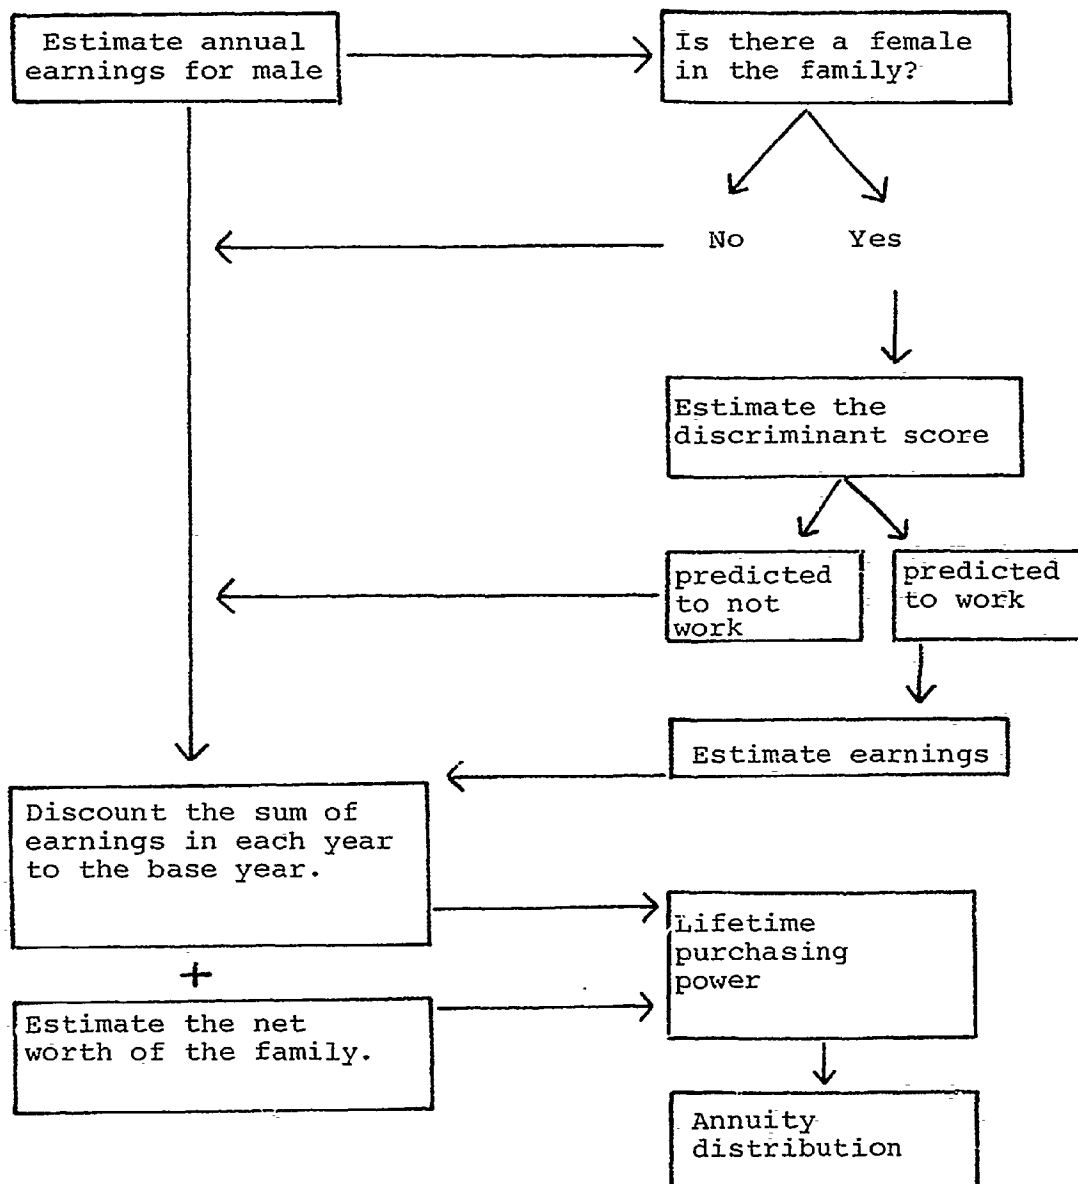 Estimate annual
earnings for male
Is there a female
in the family?
No
Yes
Estimate the
discriminant score
predicted
to not
work
predicted
to work
Estimate earnings
Discount the sum of
earnings in each year
to the base year.
+
Estimate the net
worth of the family.
Lifetime
purchasing
power
Annuity
distribution